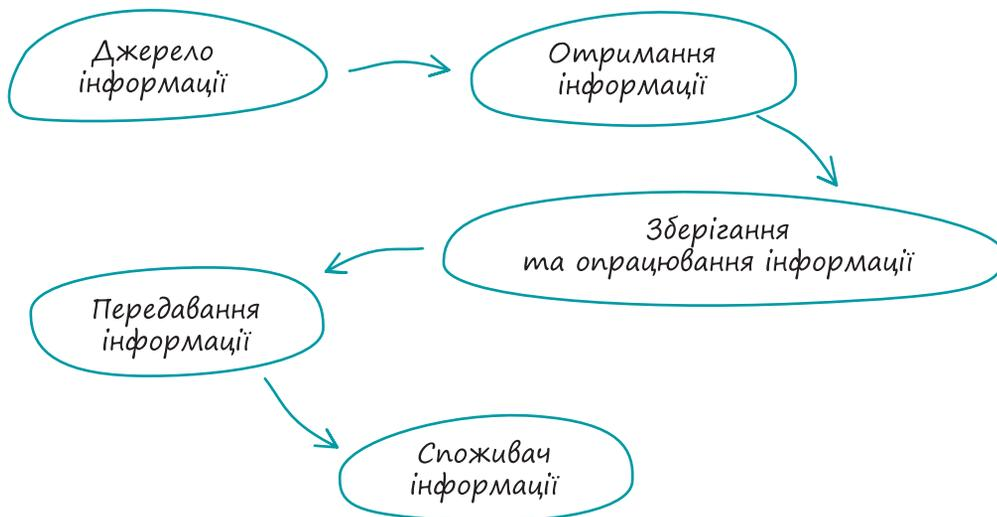 Джерело
інформації
Отримання
інформації
Зберігання
та опрацювання інформації
Передавання
інформації
Споживач
інформації